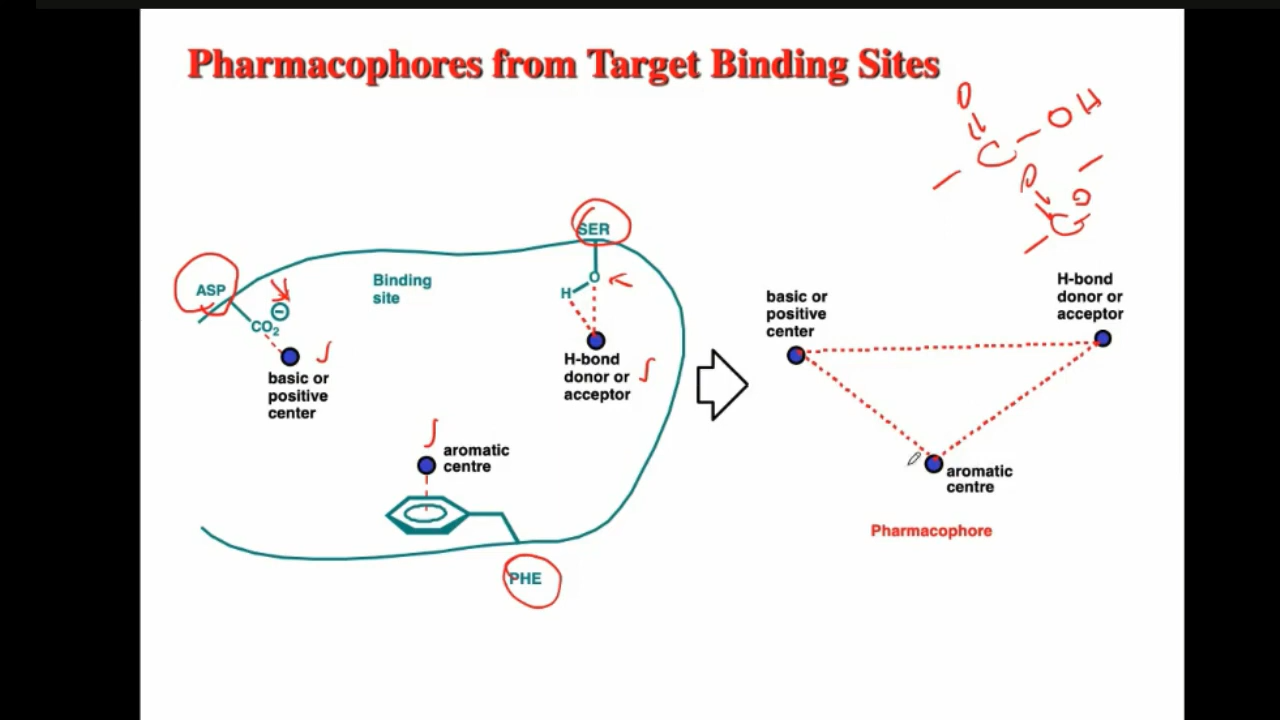 Pharmacophores from Target Binding Sites
O
C - OH
O
C O -
SER
ASP
Binding
site
O
H
CO2 ⊖
basic or
positive
center
H-bond
donor or
acceptor
aromatic
centre
PHE
basic or
positive
center
H-bond
donor or
acceptor
aromatic
centre
Pharmacophore